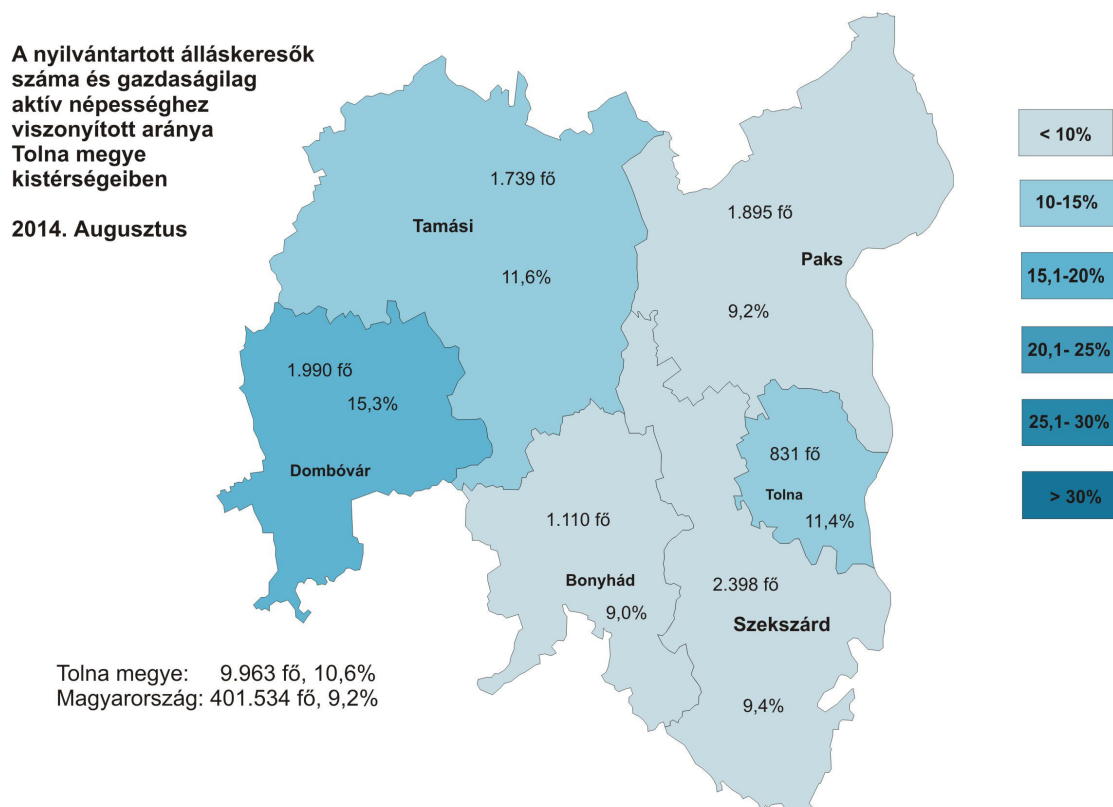 A nyilvántartott álláskeresők
száma és gazdaságilag
aktív népességhez
viszonyított aránya
Tolna megye
kistérségeiben
2014. Augusztus
1.739 fő
Tamási
11,6%
1.895 fő
Paks
9,2%
1.990 fő
15,3%
Dombóvár
831 fő
Tolna
11,4%
1.110 fő
Bonyhád
9,0%
2.398 fő
Szekszárd
9,4%
Tolna megye: 9.963 fő, 10,6%
Magyarország: 401.534 fő, 9,2%
< 10%
10-15%
15,1-20%
20,1- 25%
25,1- 30%
> 30%